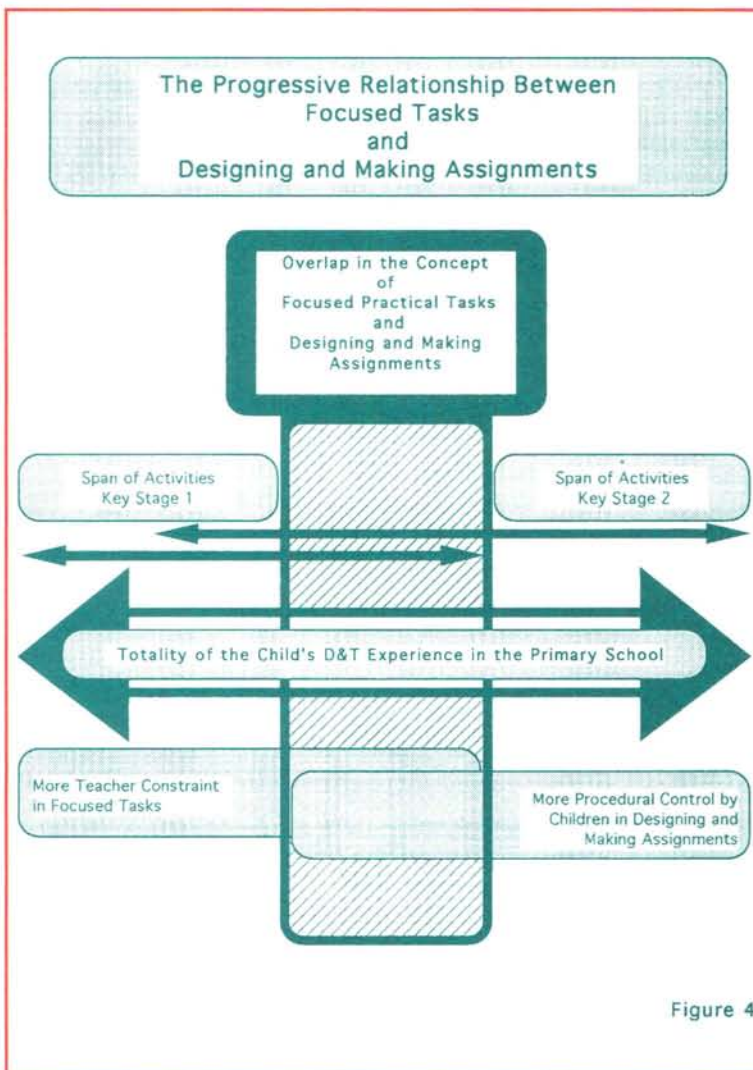 The Progressive Relationship Between
Focused Tasks
and
Designing and Making Assignments
Overlap in the Concept
of
Focused Practical Tasks
and
Designing and Making
Assignments
Span of Activities
Key Stage 1
Span of Activities
Key Stage 2
Totality of the Child's D&T Experience in the Primary School
More Teacher Constraint
in Focused Tasks
More Procedural Control by
Children in Designing and
Making Assignments
Figure 4